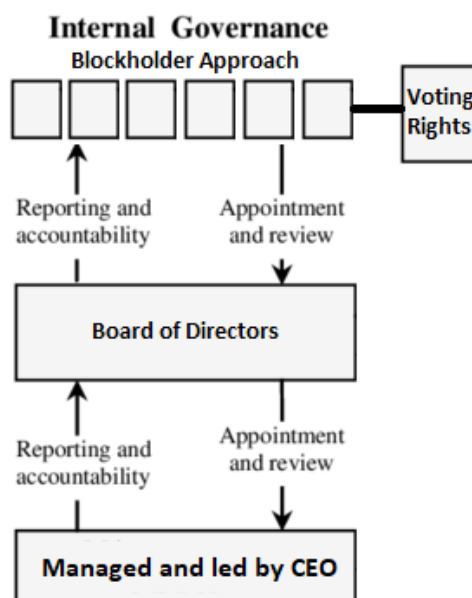 Internal Governance
Blockholder Approach
Voting
Rights
Reporting and
accountability
Appointment
and review
Board of Directors
Reporting and
accountability
Appointment
and review
Managed and led by CEO